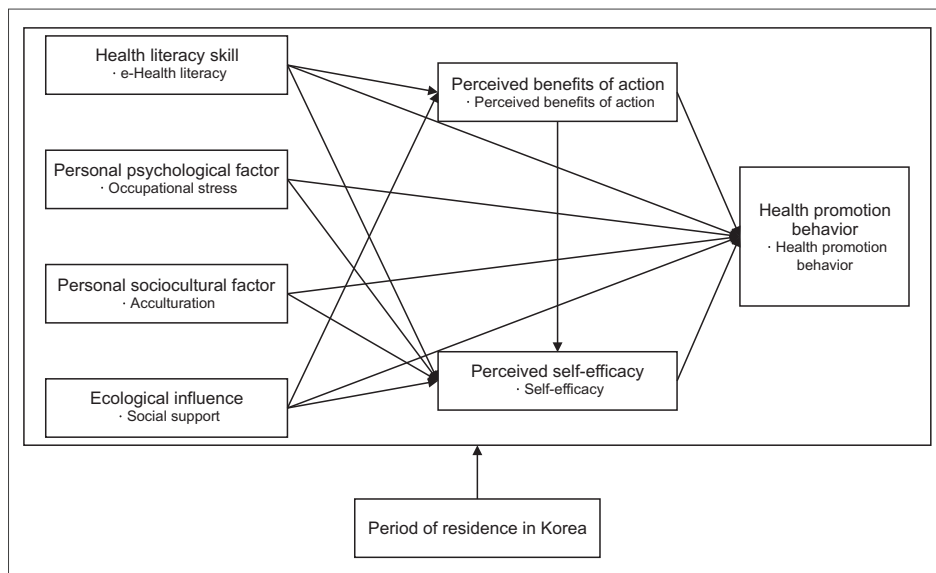 Health literacy skill
· e-Health literacy
Personal psychological factor
· Occupational stress
Personal sociocultural factor
· Acculturation
Ecological influence
· Social support
Perceived benefits of action
· Perceived benefits of action
Perceived self-efficacy
· Self-efficacy
Health promotion
behavior
· Health promotion
behavior
Period of residence in Korea